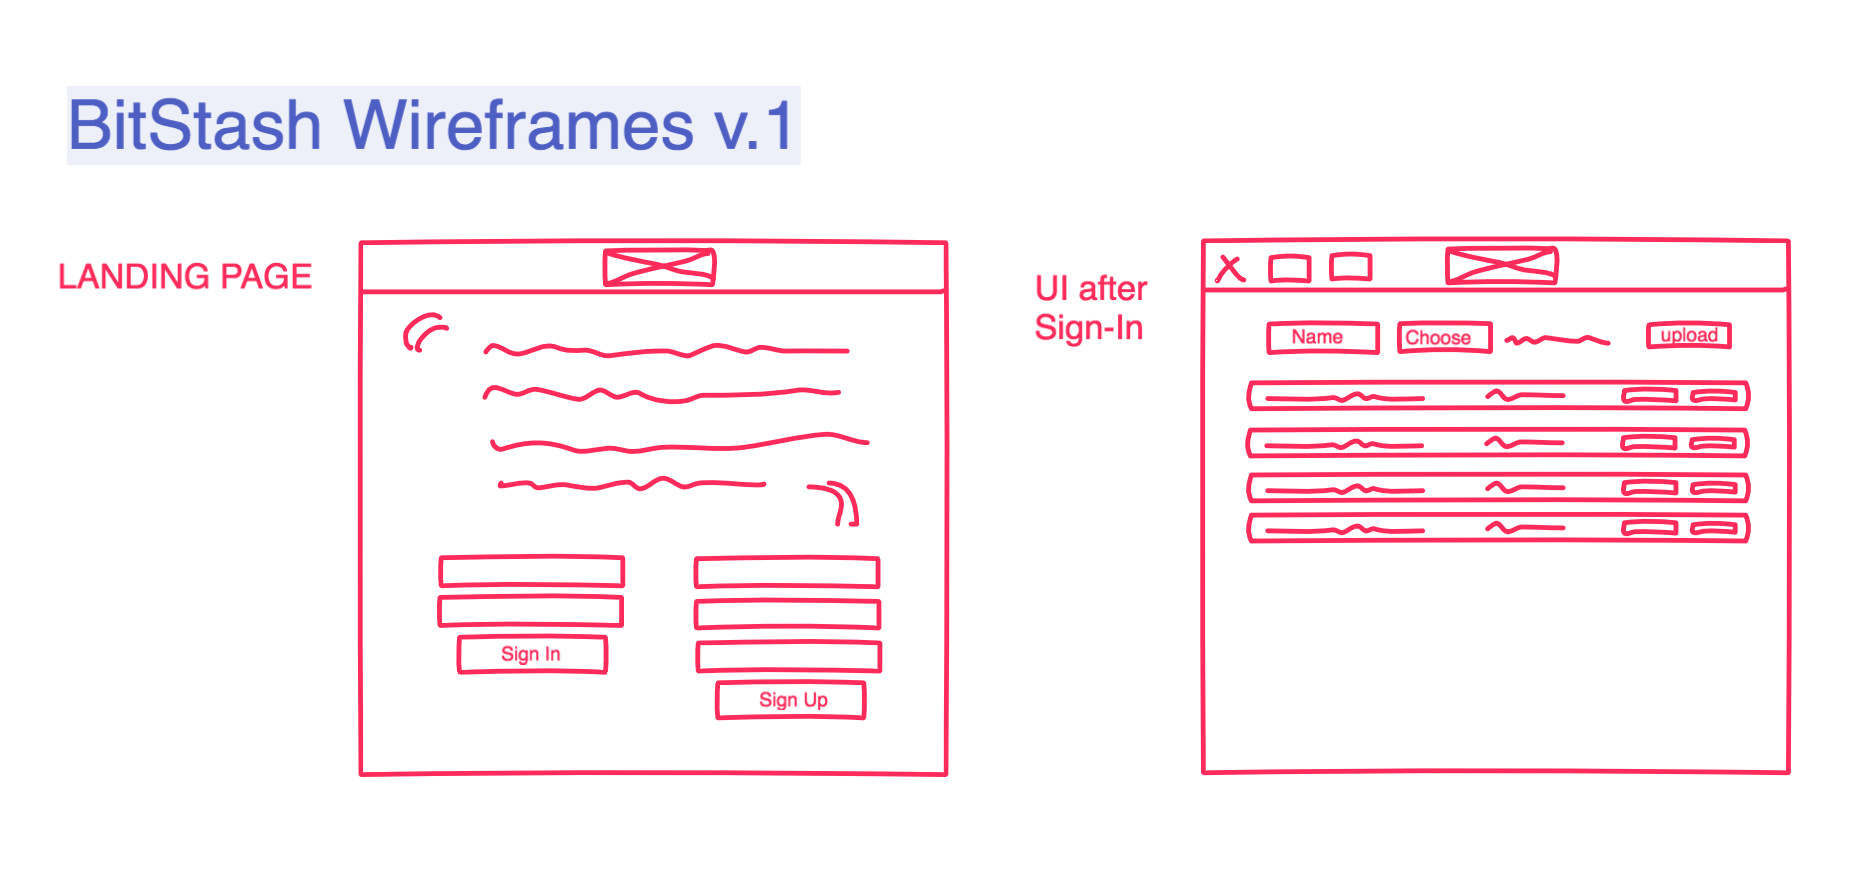 BitStash Wireframes v.1
LANDING PAGE
Sign In
Sign Up
UI after
Sign-In
Name
Choose
upload